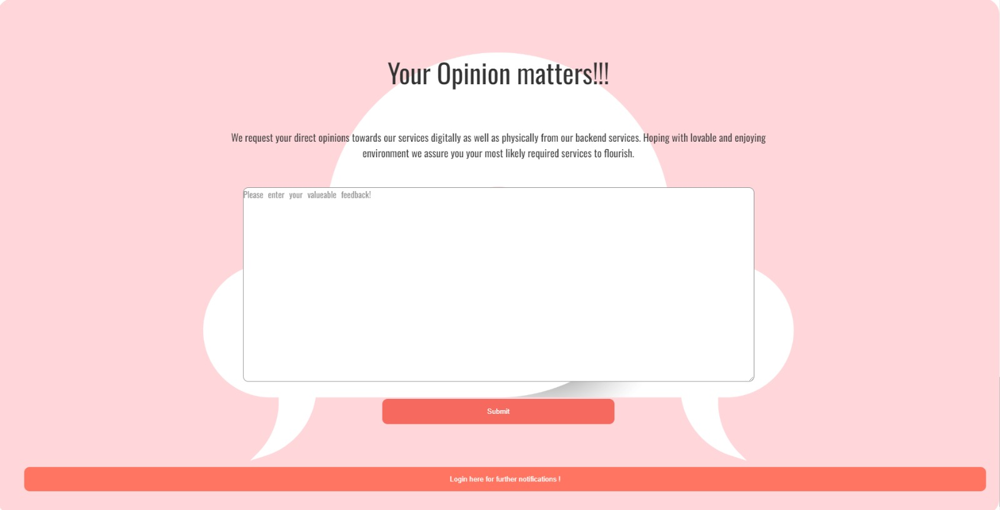 Your Opinion matters!!!
We request your direct opinions towards our services digitally as well as physically from our backend services. Hoping with lovable and enjoying
environment we assure you your most likely required services to flourish.
Please enter your valueable feedback!
Submit
Login here for further notifications !